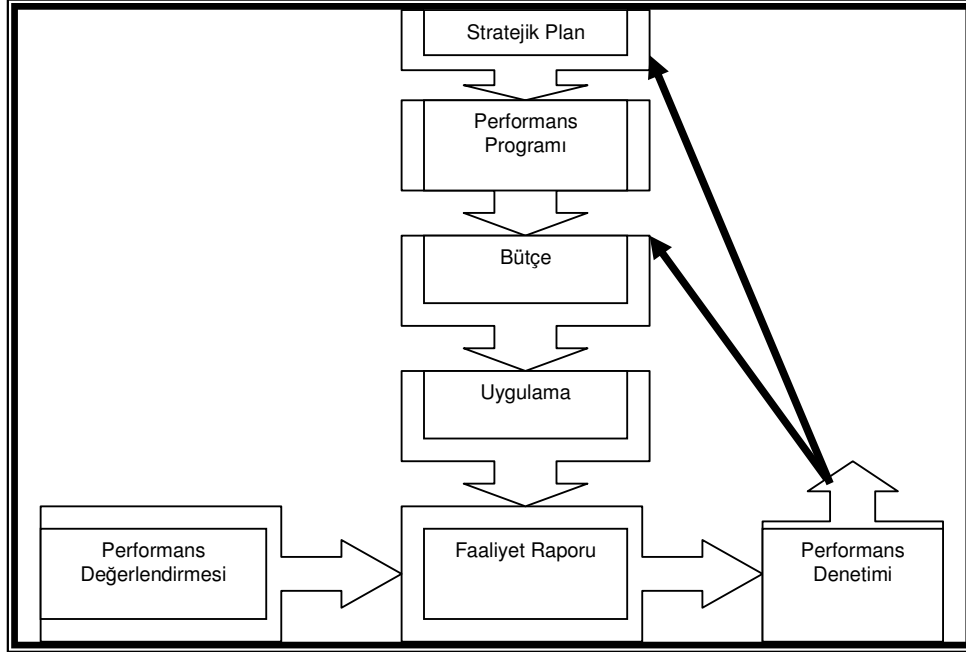 Stratejik Plan
Performans
Programı
Bütçe
Uygulama
Performans
Değerlendirmesi
Faaliyet Raporu
Performans
Denetimi